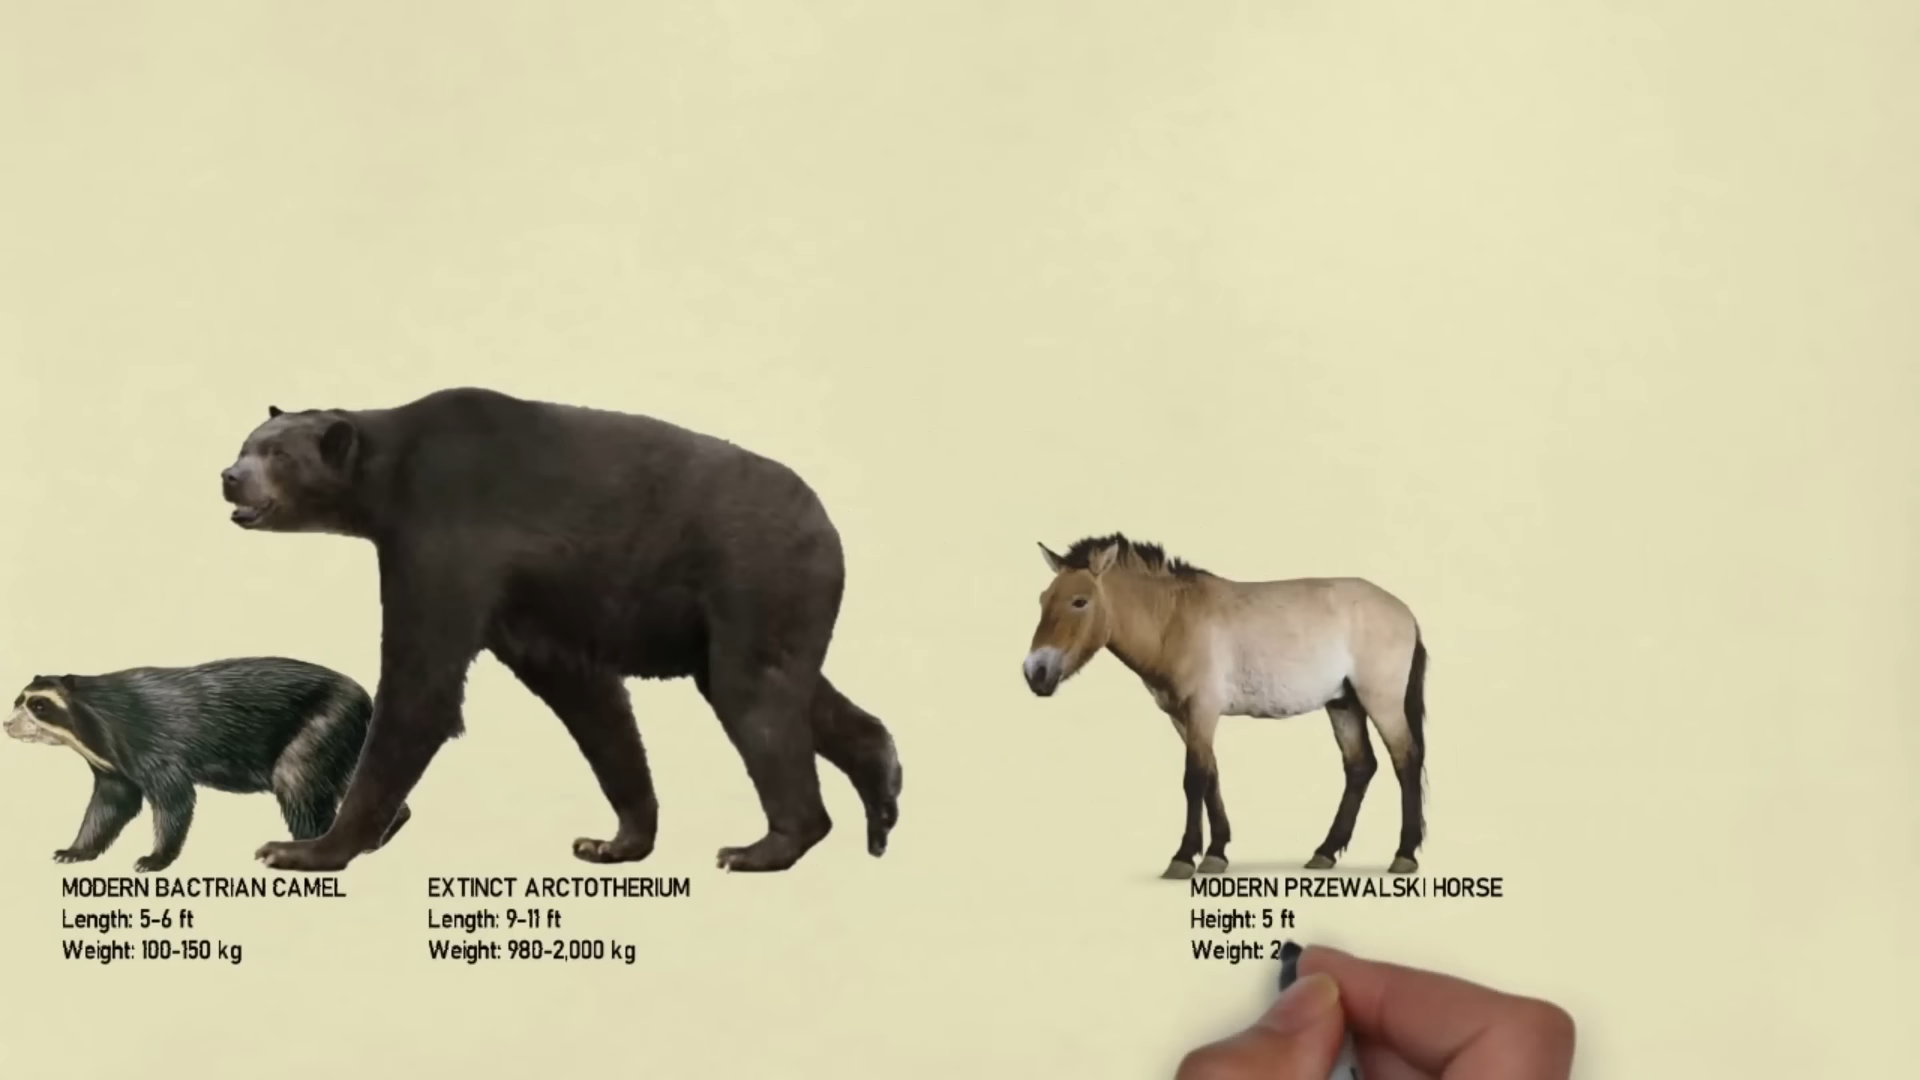 MODERN BACTRIAN CAMEL
Length: 5-6 ft
Weight: 100-150 kg
EXTINCT ARCTOTHERIUM
Length: 9-11 ft
Weight: 980-2,000 kg
MODERN PRZEWALSKI HORSE
Height: 5 ft
Weight: 2